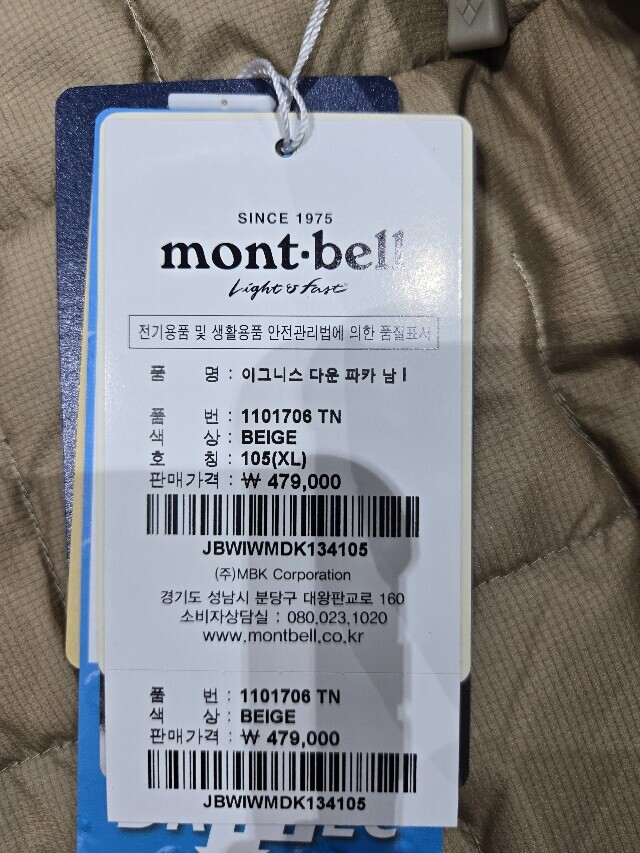 SINCE 1975
mont·bell
Light & Fast
전기용품 및 생활용품 안전관리법에 의한 품질표시
품 명 : 이그니스 다운 파카 남 I
품 번 : 1101706 TN
색 상 : BEIGE
호 칭 : 105(XL)
판매가격 : ₩ 479,000
JBWIWMDK134105
(주)MBK Corporation
경기도 성남시 분당구 대왕판교로 160
소비자상담실 : 080.023.1020
www.montbell.co.kr
품 번 : 1101706 TN
색 상 : BEIGE
판매가격 : ₩ 479,000
JBWIWMDK134105